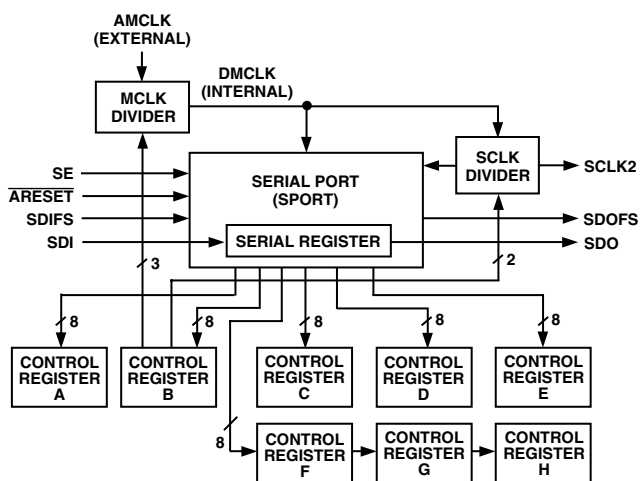 AMCLK
(EXTERNAL)
DMCLK
(INTERNAL)
MCLK
DIVIDER
SE
ARESET
SDIFS
SDI
SERIAL PORT
(SPORT)
SERIAL REGISTER
SCLK
DIVIDER
SCLK2
SDOFS
SDO
3
2
8
8
8
8
8
CONTROL
REGISTER
A
CONTROL
REGISTER
B
CONTROL
REGISTER
C
CONTROL
REGISTER
D
CONTROL
REGISTER
E
8
CONTROL
REGISTER
F
CONTROL
REGISTER
G
CONTROL
REGISTER
H